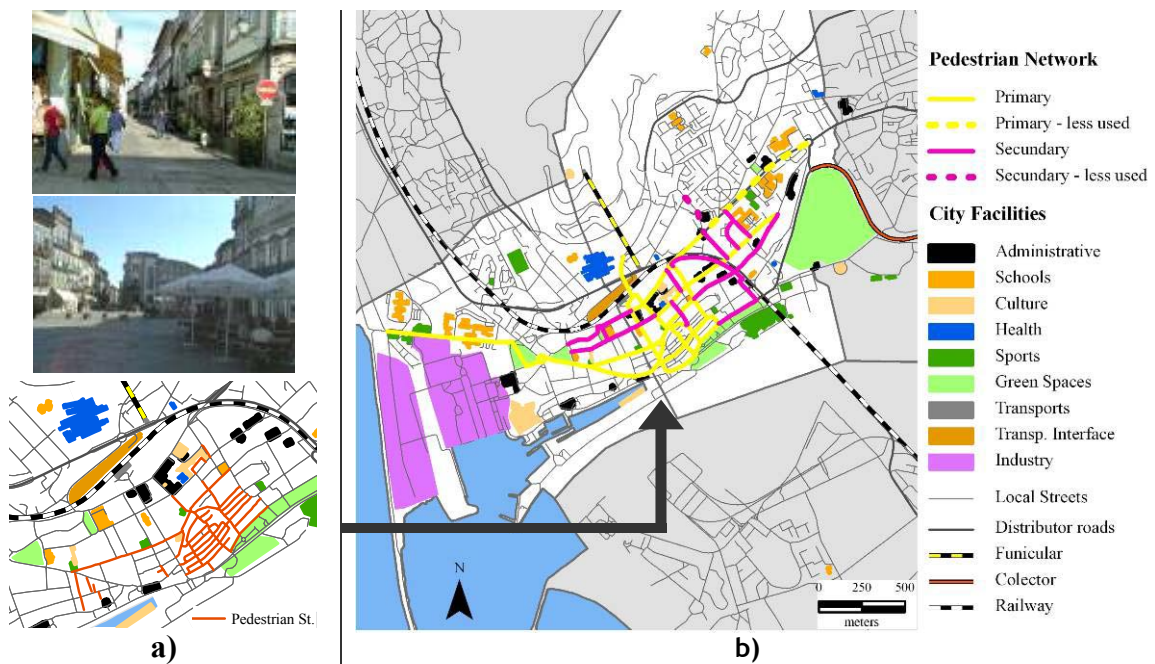 Pedestrian St.
a)
N
0 250 500
meters
b)
Pedestrian Network
Primary
Primary - less used
Secundary
Secundary - less used
City Facilities
Administrative
Schools
Culture
Health
Sports
Green Spaces
Transports
Transp. Interface
Industry
Local Streets
Distributor roads
Funicular
Colector
Railway